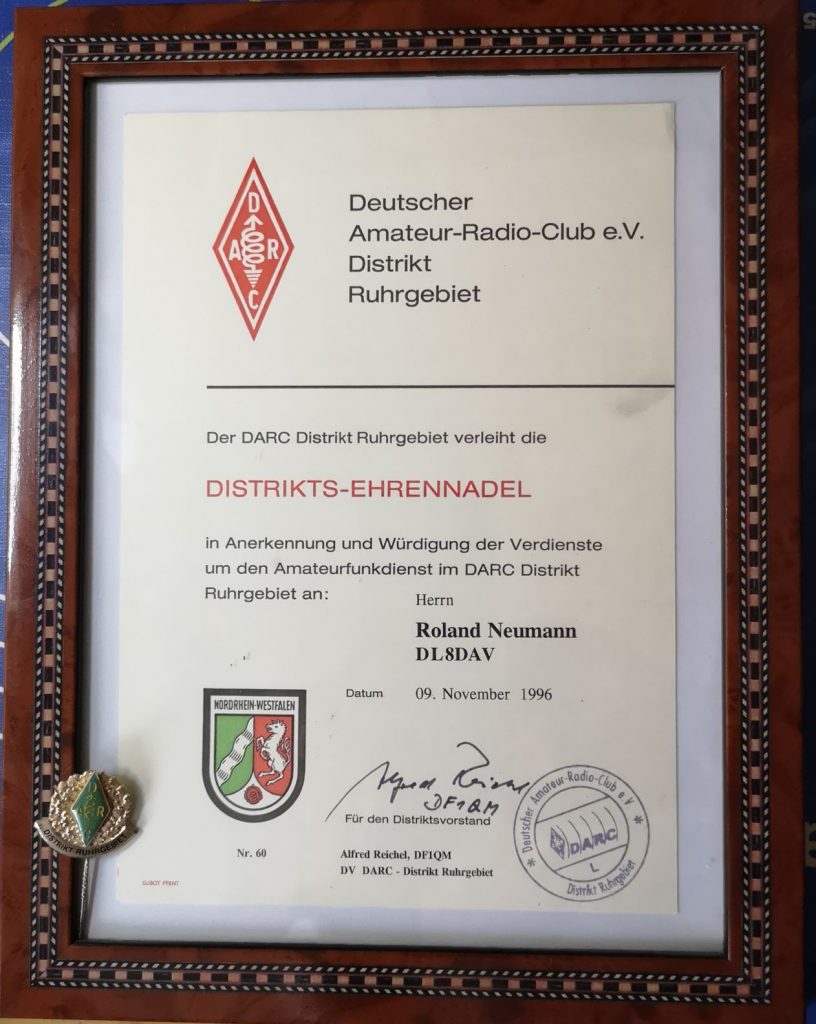 D
A R
C
Deutscher
Amateur-Radio-Club e.V.
Distrikt
Ruhrgebiet
Der DARC Distrikt Ruhrgebiet verleiht die
DISTRIKTS-EHRENNADEL
in Anerkennung und Würdigung der Verdienste
um den Amateurfunkdienst im DARC Distrikt
Ruhrgebiet an:
Herrn
Roland Neumann
DL8DAV
Datum 09. November 1996
NORDRHEIN-WESTFALEN
Alfred Reichel
DF1QM
Für den Distriktsvorstand
Nr. 60
Alfred Reichel, DF1QM
DV DARC - Distrikt Ruhrgebiet
* Deutscher Amateur-Radio-Club e.V. *
DARC
L
Distrikt Ruhrgebiet
D
A R
C
DISTRIKT RUHRGEBIET